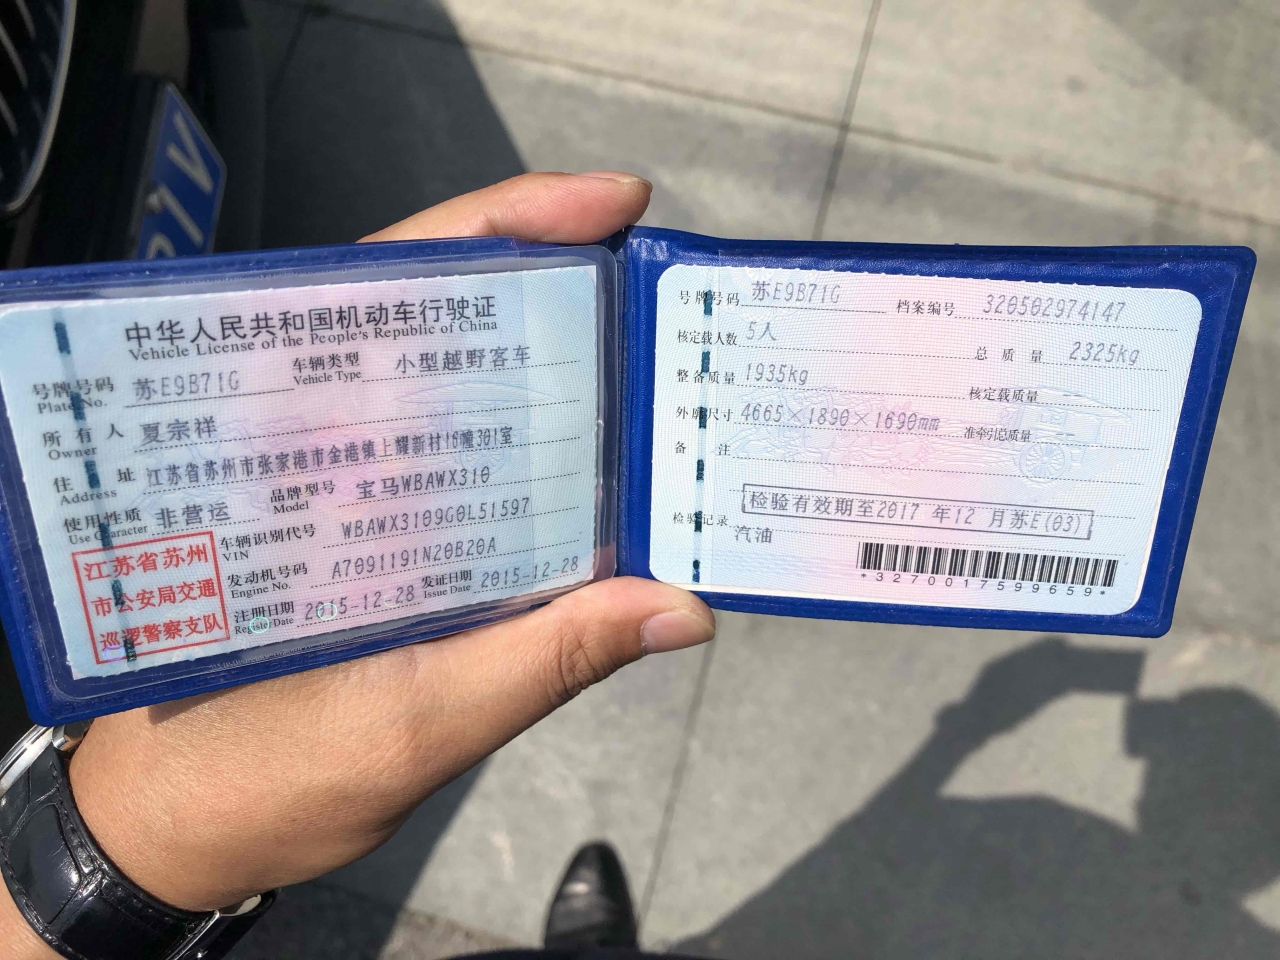 中华人民共和国机动车行驶证
Vehicle License of the People's Republic of China
号牌号码 苏E9B71G 车辆类型 小型越野客车
Plate No. Vehicle Type
所有人 夏宗祥
Owner
住址 江苏省苏州市张家港市金港镇上耀新村16幢301室
Address
使用性质 非营运 品牌型号 宝马WBAWX310
Use Character Model
江苏省苏州
市公安局交通
巡逻警察支队
车辆识别代号 WBAWX3109G0L51597
VIN
发动机号码 A7091191N20B20A
Engine No.
注册日期 2015-12-28 发证日期 2015-12-28
Register Date Issue Date
号牌号码 苏E9B71G 档案编号 320502974147
核定载人数 5人 总质量 2325kg
整备质量 1935kg 核定载质量
外廓尺寸 4665×1890×1690mm 准牵引总质量
备注
检验有效期至2017 年12 月苏E(03)
检验记录
汽油
*3270017599659*